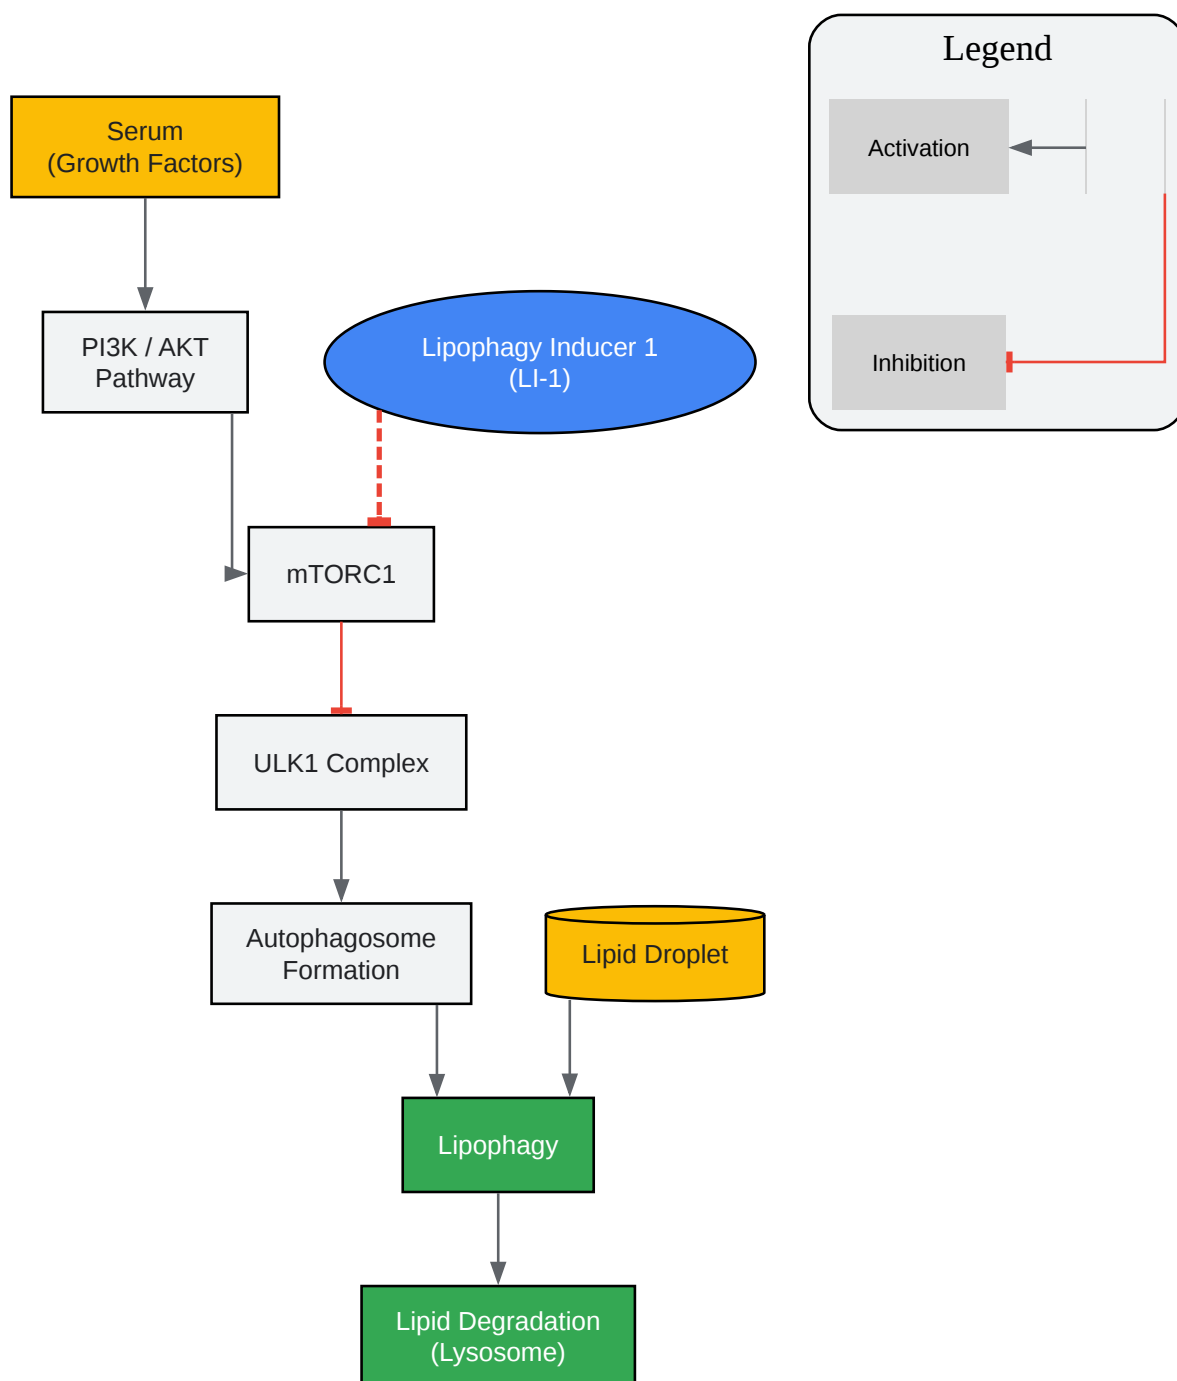 Legend
Serum
(Growth Factors)
Activation
PI3K / AKT
Pathway
Lipophagy Inducer 1
(LI-1)
Inhibition
mTORC1
ULK1 Complex
Autophagosome
Formation
Lipid Droplet
Lipophagy
Lipid Degradation
(Lysosome)